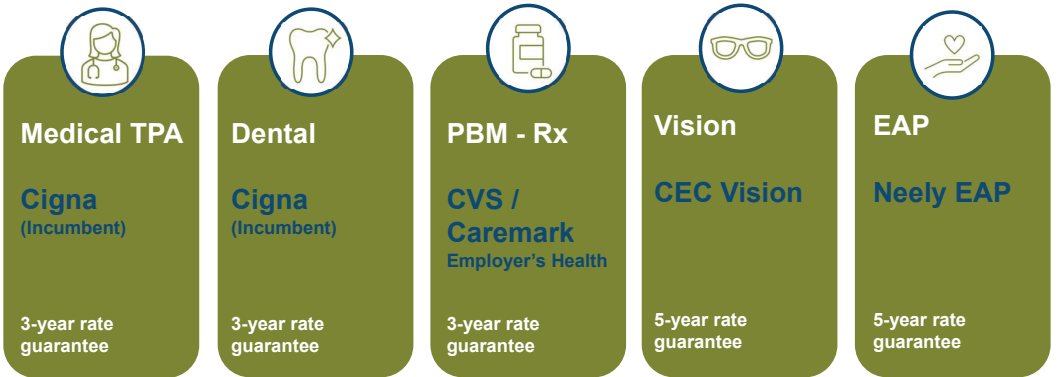 Medical TPA
Cigna
(Incumbent)
3-year rate
guarantee
Dental
Cigna
(Incumbent)
3-year rate
guarantee
PBM - Rx
CVS /
Caremark
Employer's Health
3-year rate
guarantee
Vision
CEC Vision
5-year rate
guarantee
EAP
Neely EAP
5-year rate
guarantee